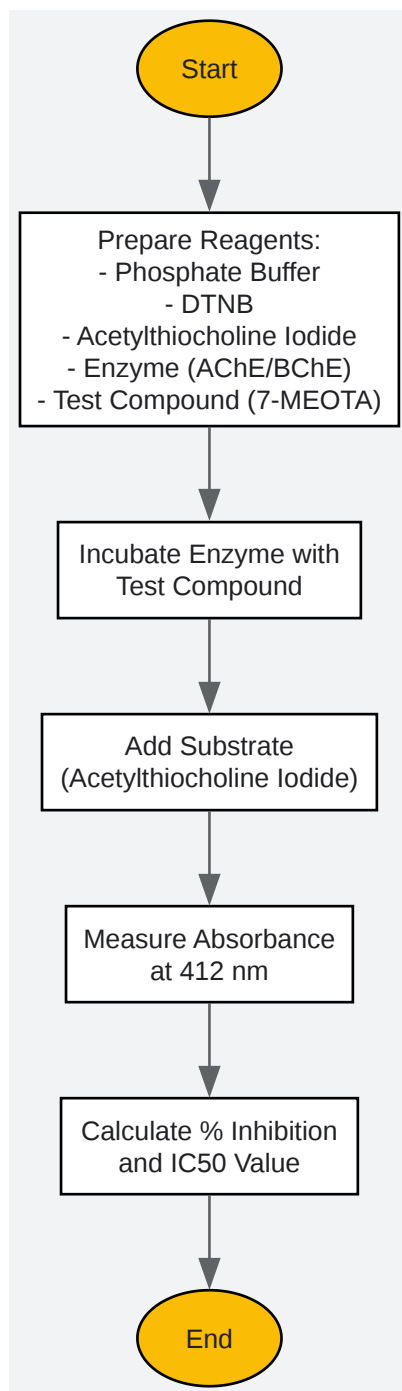 Start
Prepare Reagents:
- Phosphate Buffer
- DTNB
- Acetylthiocholine Iodide
- Enzyme (AChE/BChE)
- Test Compound (7-MEOTA)
Incubate Enzyme with
Test Compound
Add Substrate
(Acetylthiocholine Iodide)
Measure Absorbance
at 412 nm
Calculate % Inhibition
and IC50 Value
End